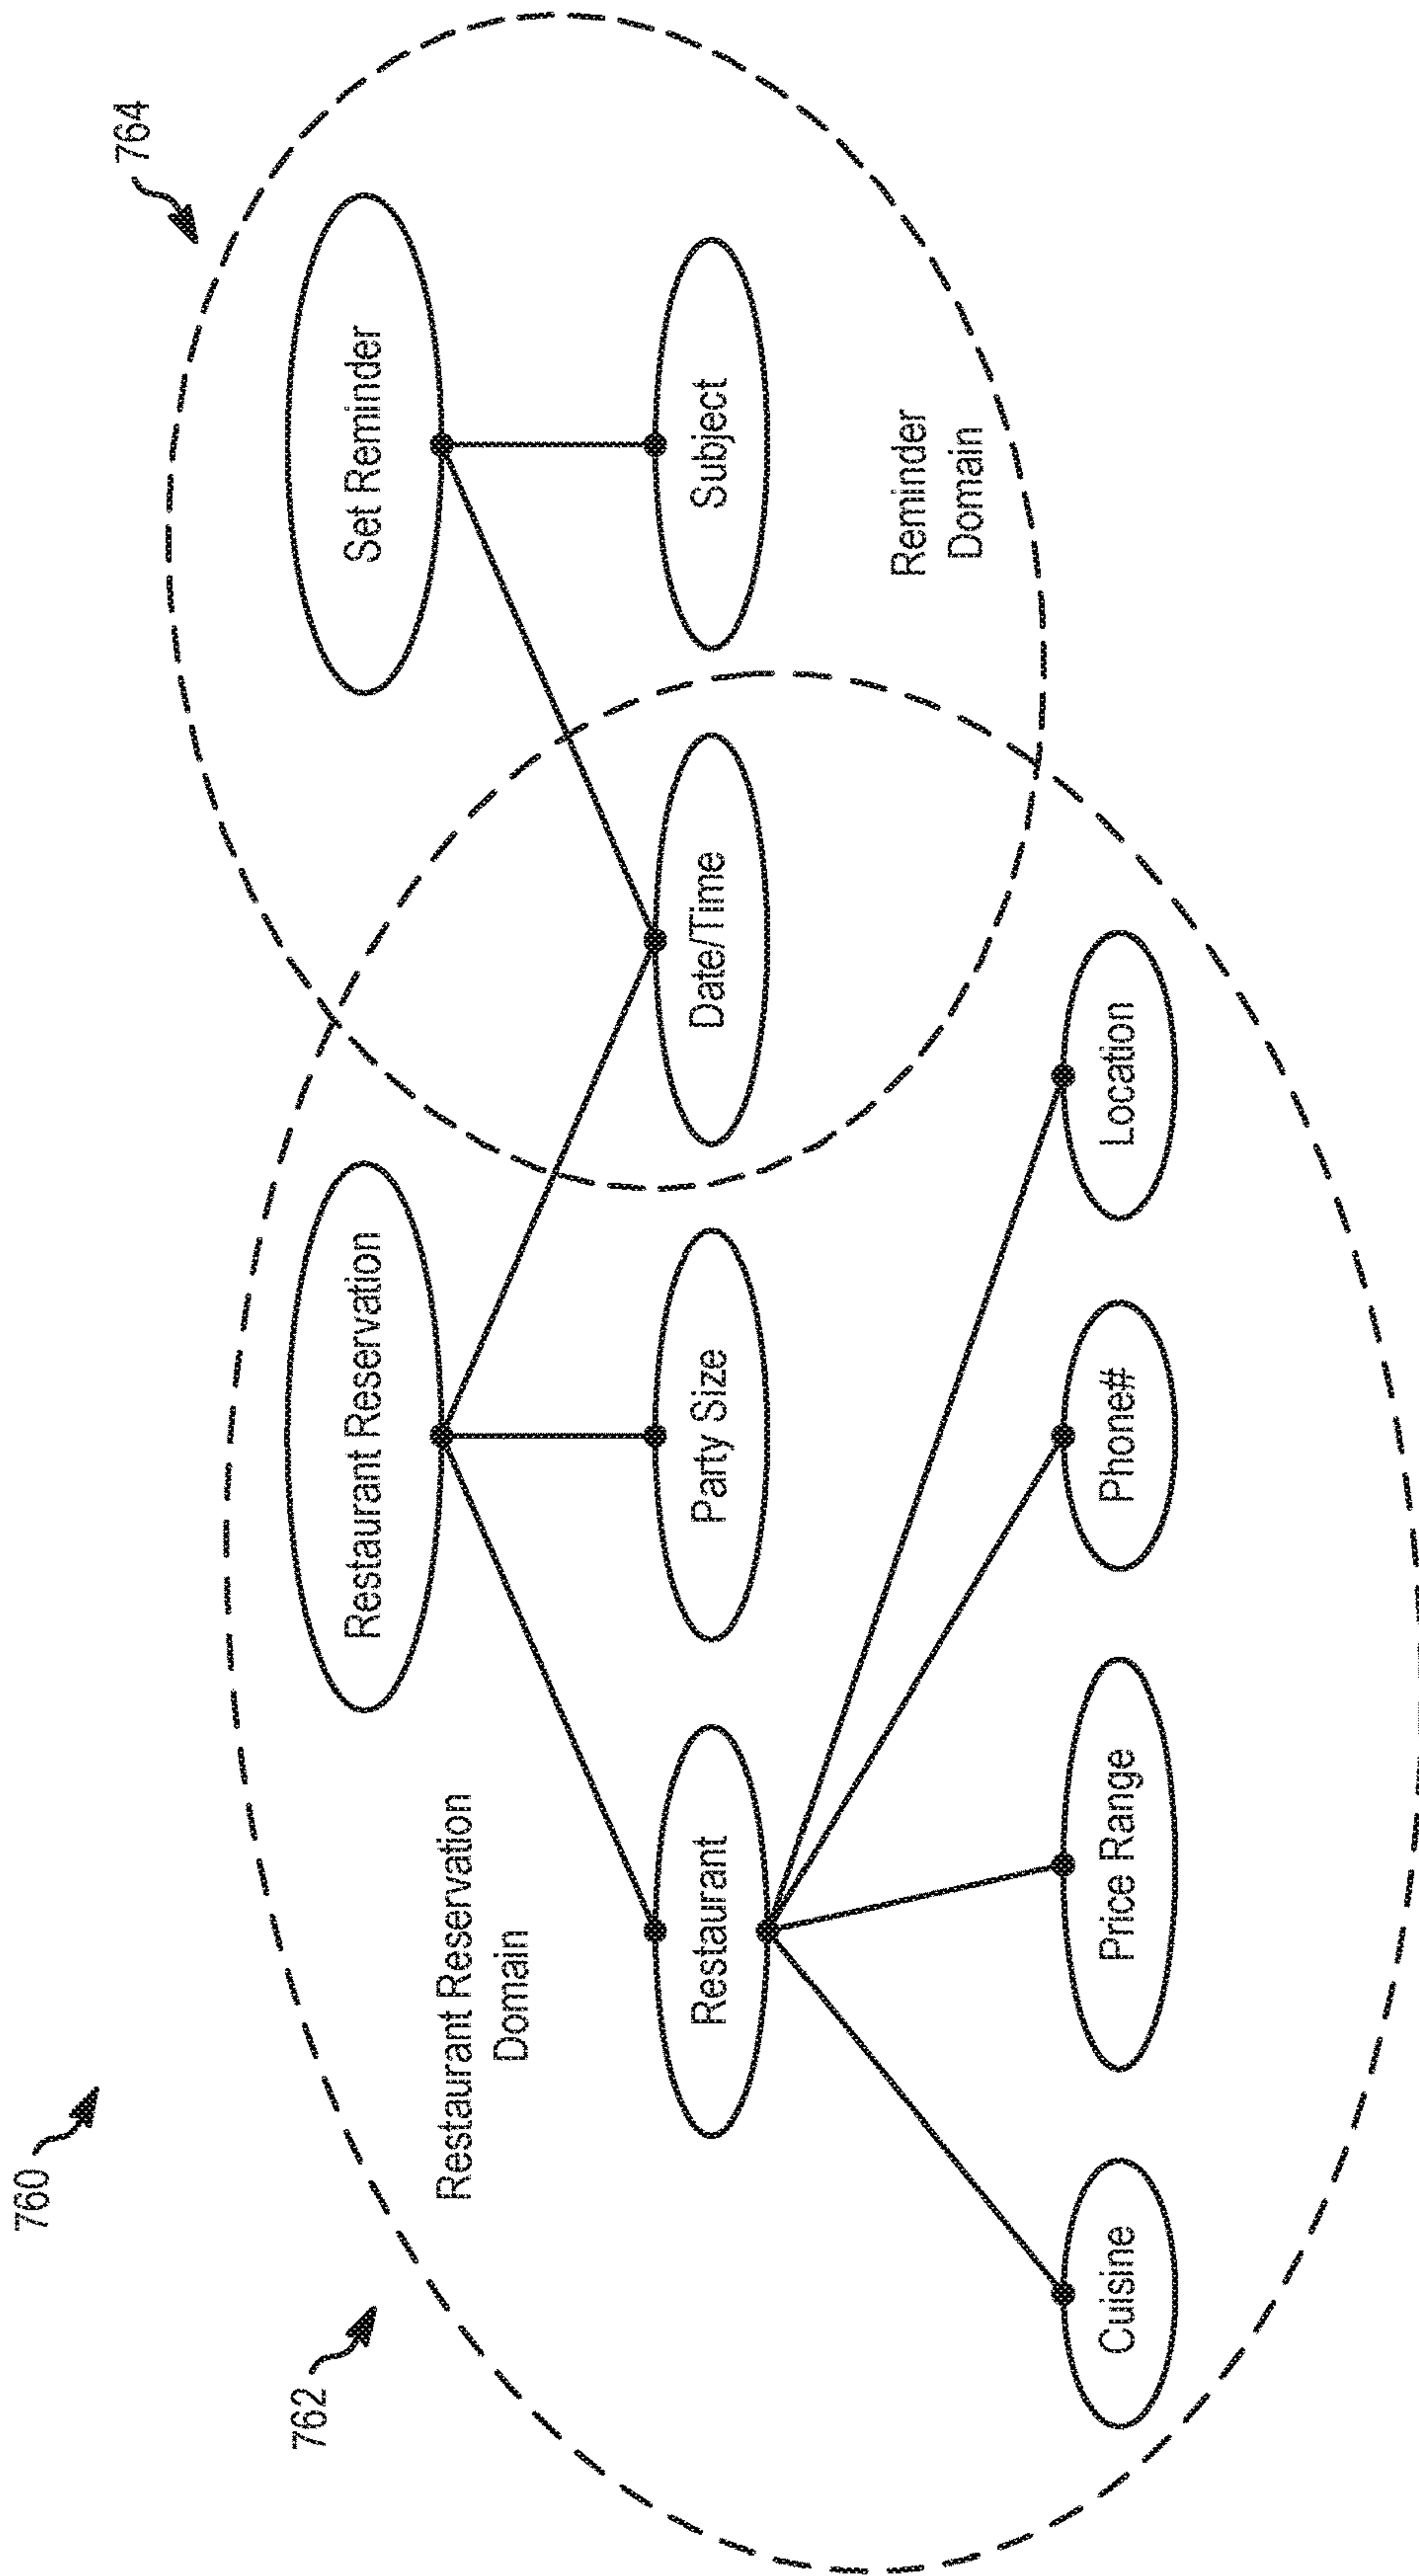 760
762
764
Restaurant Reservation
Set Reminder
Restaurant Reservation
Domain
Restaurant
Party Size
Date/Time
Subject
Reminder
Domain
Cuisine
Price Range
Phone#
Location